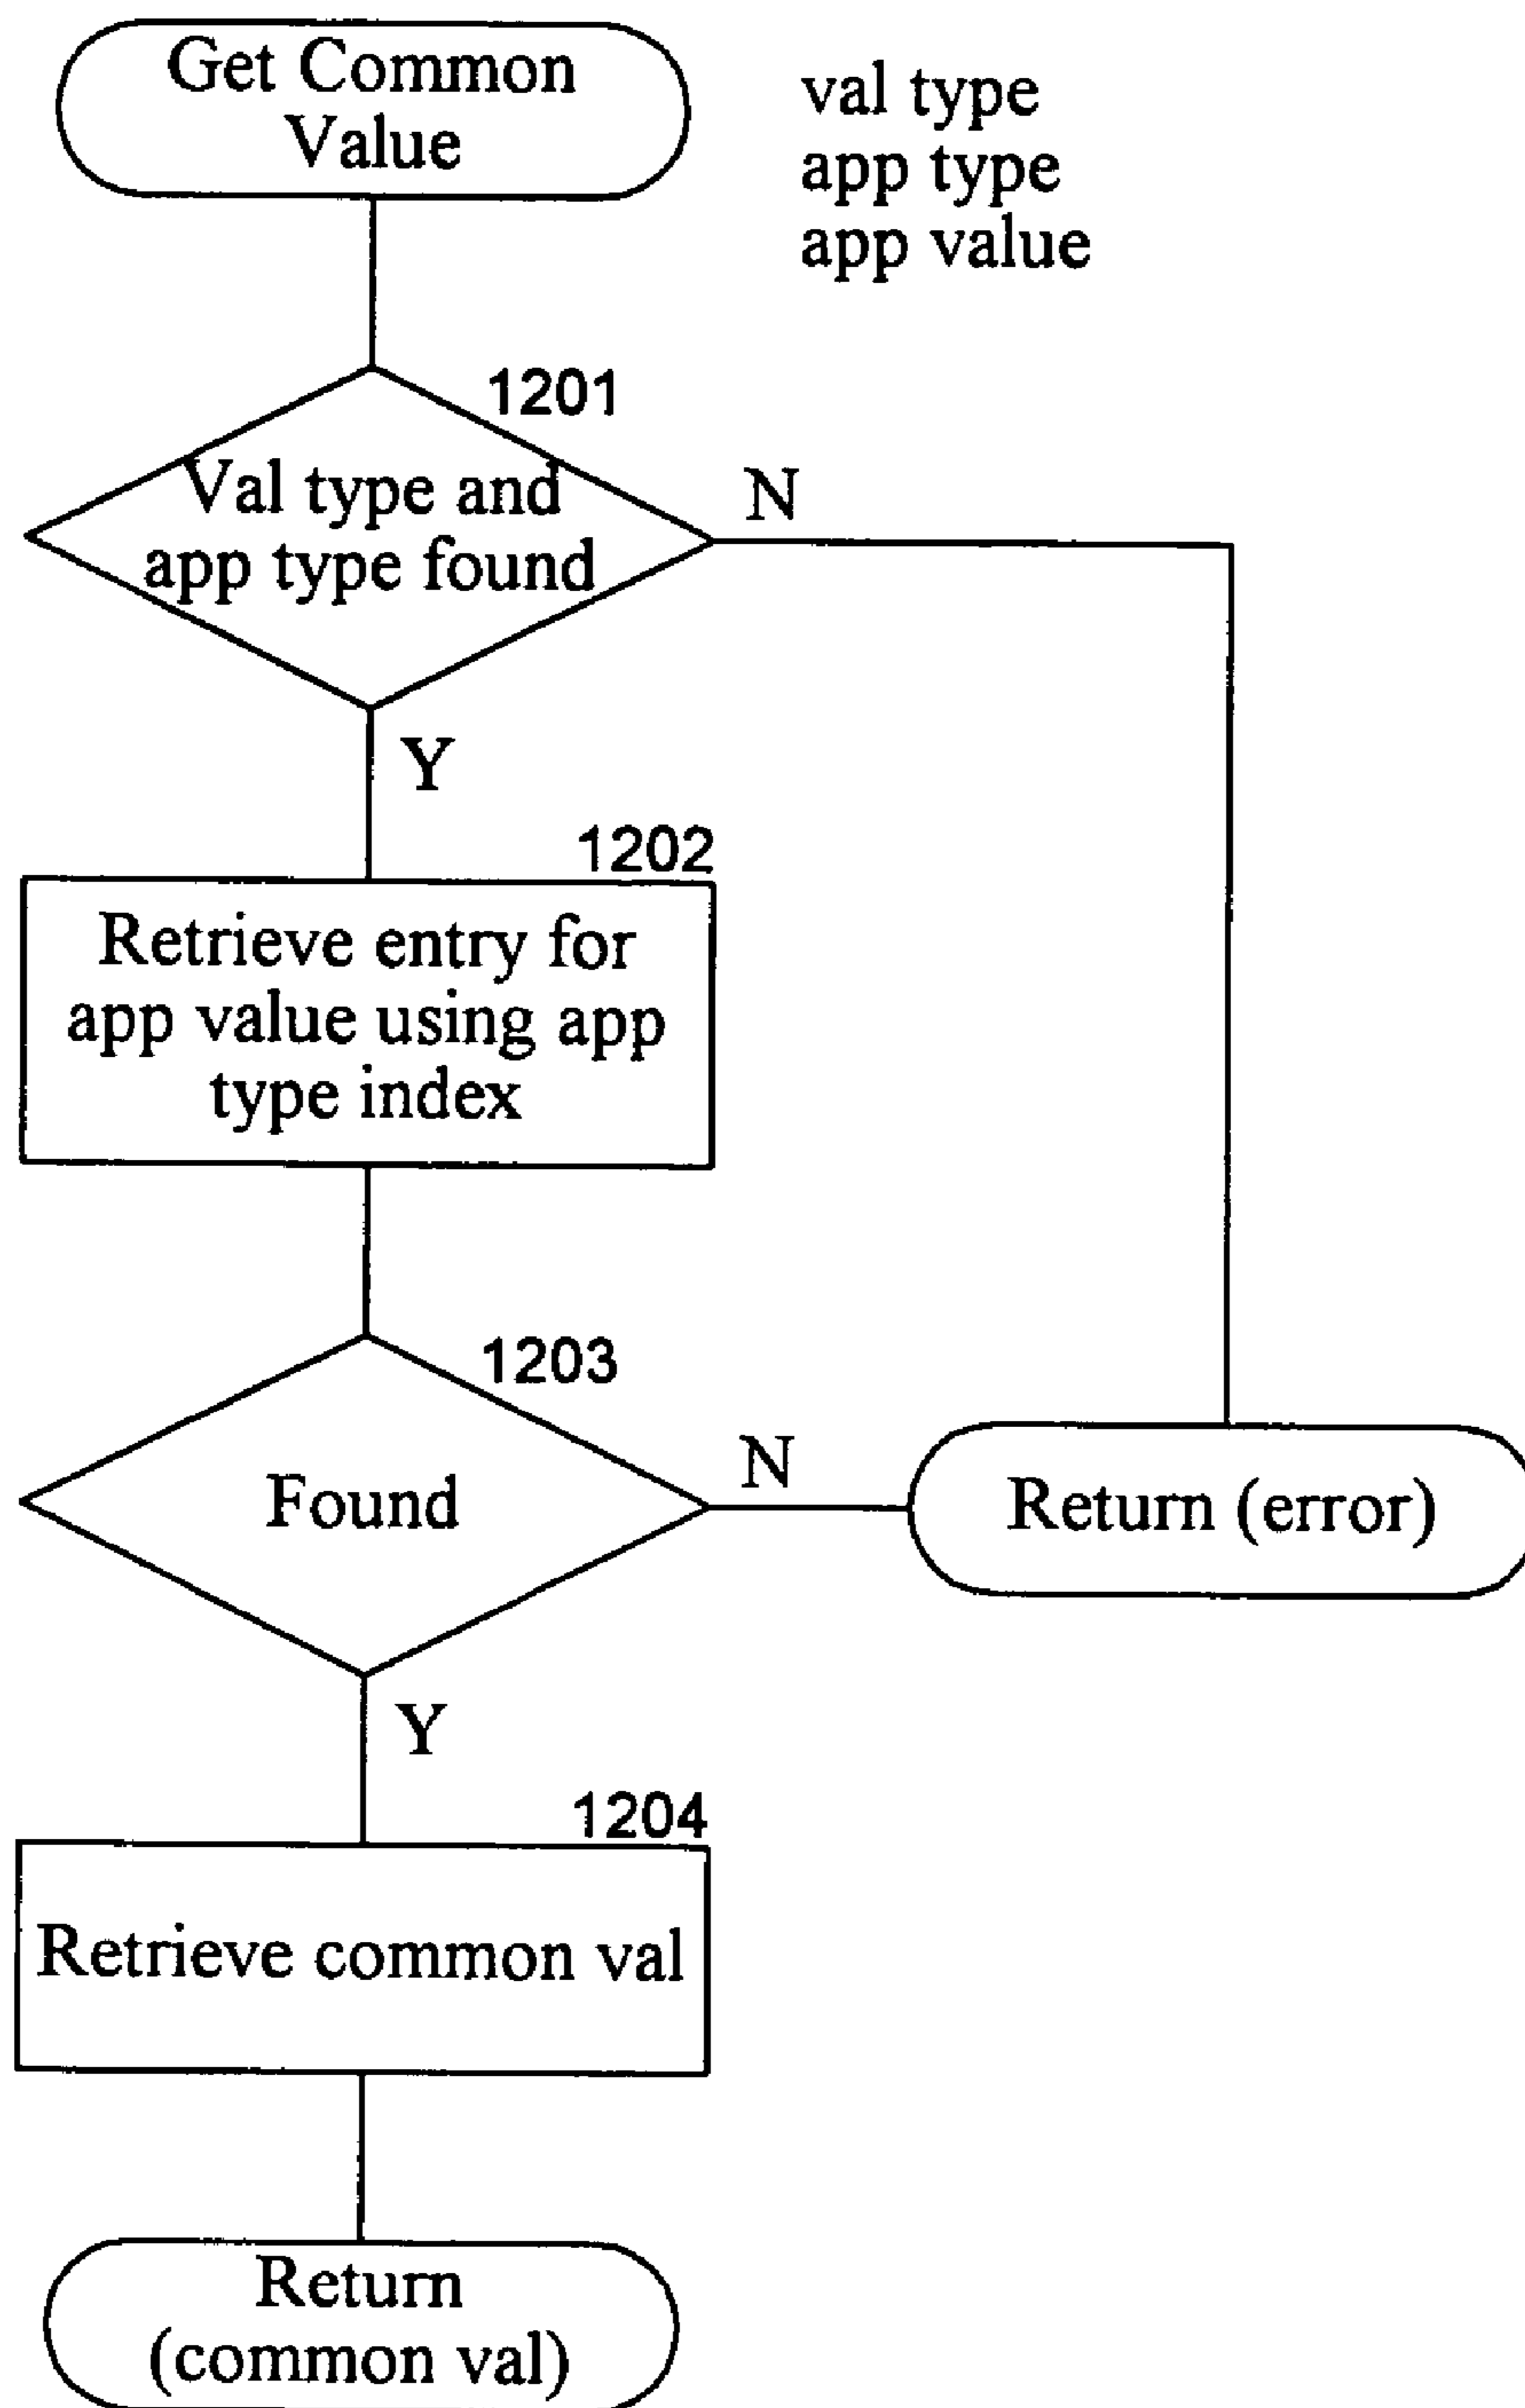 Get Common
Value
val type
app type
app value
1201
Val type and
app type found
N
Y
1202
Retrieve entry for
app value using app
type index
1203
Found
N
Return (error)
Y
1204
Retrieve common val
Return
(common val)